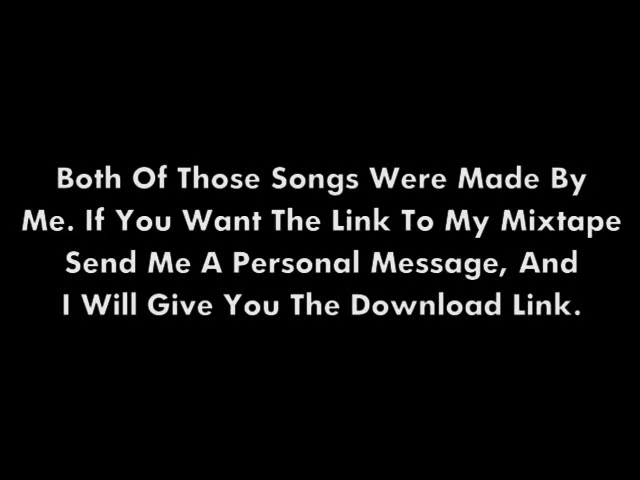 Both Of Those Songs Were Made By
Me. If You Want The Link To My Mixtape
Send Me A Personal Message, And
I Will Give You The Download Link.